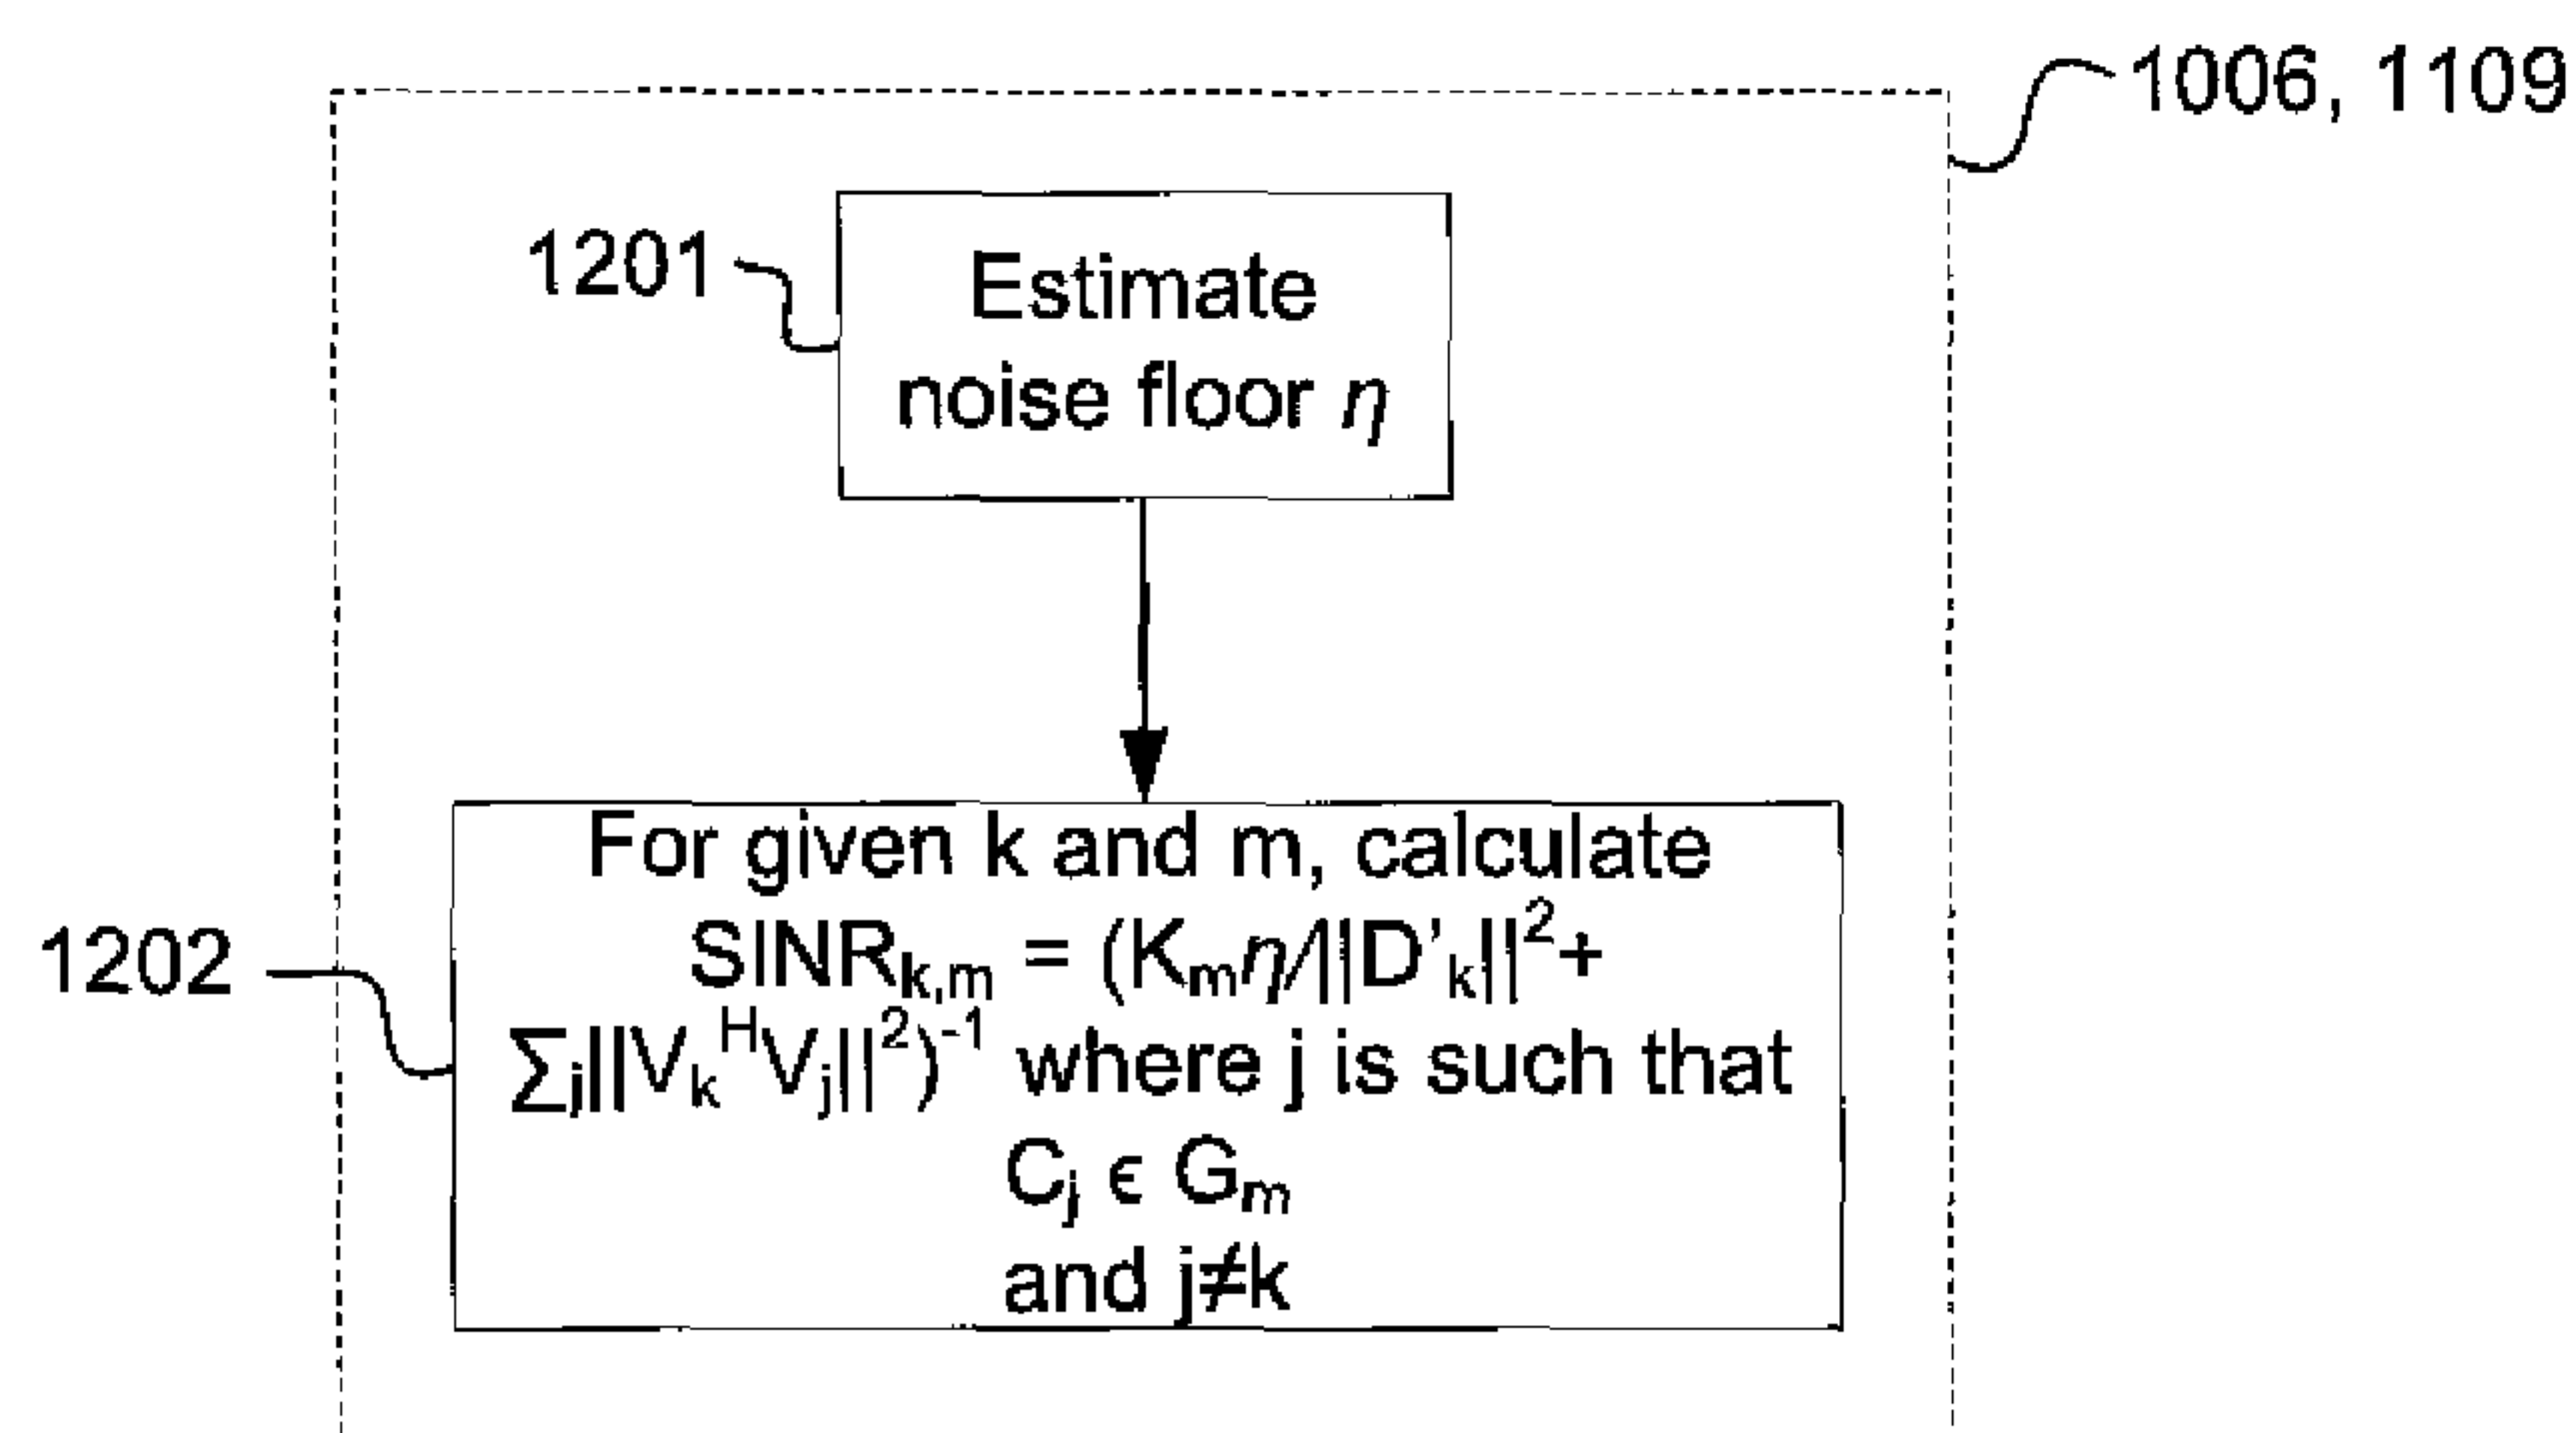 1006, 1109
1201
Estimate
noise floor η
For given k and m, calculate
1202
SINRₖ,ₘ = (Kₘη/||D’ₖ||²+
∑ⱼ||VₖᴴVⱼ||²)⁻¹ where j is such that
Cⱼ ϵ Gₘ
and j≠k